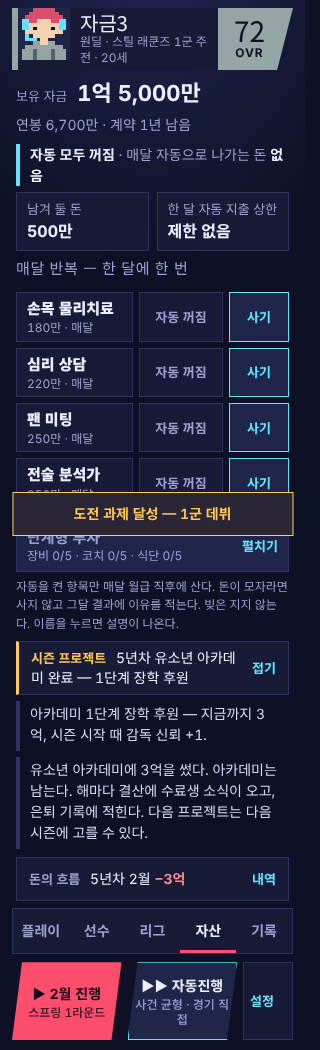 자금3
원딜 · 스틸 래쿤즈 1군 주
전 · 20세
72
OVR
보유 자금 1억 5,000만
연봉 6,700만 · 계약 1년 남음
자동 모두 꺼짐 · 매달 자동으로 나가는 돈 없
음
남겨 둘 돈
500만
한 달 자동 지출 상한
제한 없음
매달 반복 — 한 달에 한 번
손목 물리치료
180만 · 매달
자동 꺼짐
사기
심리 상담
220만 · 매달
자동 꺼짐
사기
팬 미팅
250만 · 매달
자동 꺼짐
사기
전술 분석가
자동 꺼짐
사기
도전 과제 달성 — 1군 데뷔
장비 0/5 · 코치 0/5 · 식단 0/5
펼치기
자동을 켠 항목만 매달 월급 직후에 산다. 돈이 모자라면
사지 않고 그달 결과에 이유를 적는다. 빚은 지지 않는
다. 이름을 누르면 설명이 나온다.
시즌 프로젝트 5년차 유소년 아카데
미 완료 — 1단계 장학 후원
접기
아카데미 1단계 장학 후원 — 지금까지 3
억, 시즌 시작 때 감독 신뢰 +1.
유소년 아카데미에 3억을 썼다. 아카데미는
남는다. 해마다 결산에 수료생 소식이 오고,
은퇴 기록에 적힌다. 다음 프로젝트는 다음
시즌에 고를 수 있다.
돈의 흐름 5년차 2월 −3억
내역
플레이 선수 리그 자산 기록
▶ 2월 진행
스프링 1라운드
▶▶ 자동진행
사건 균형 · 경기 직
접
설정